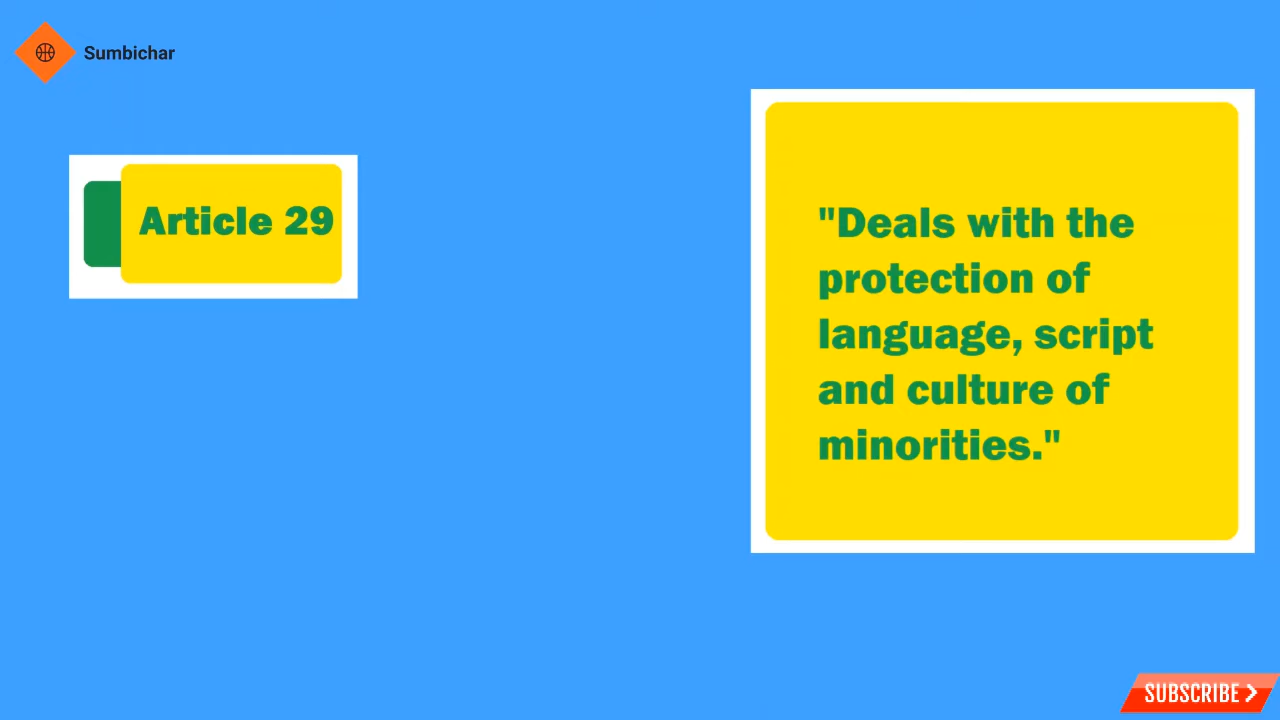 Sumbichar
Article 29
"Deals with the
protection of
language, script
and culture of
minorities."
SUBSCRIBE